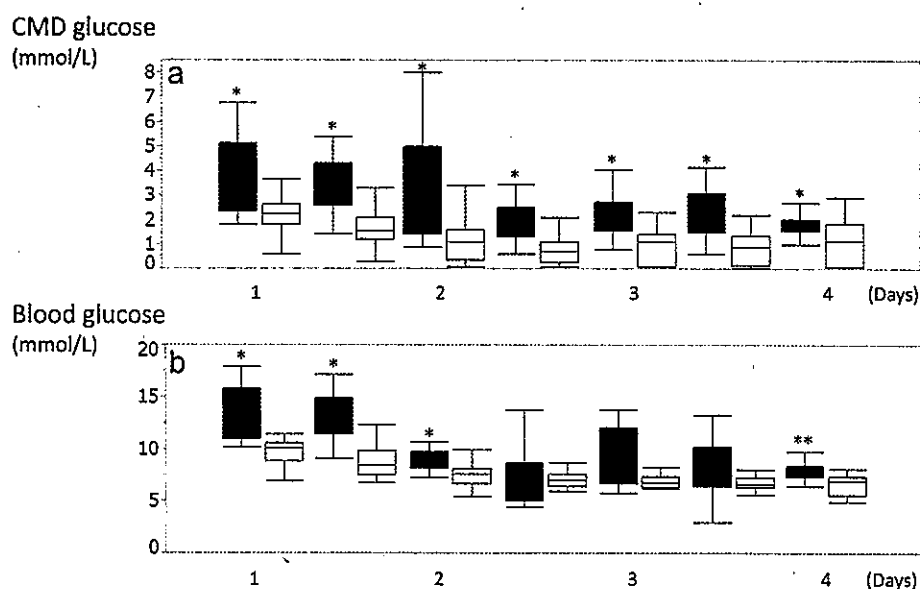 CMD glucose
(mmol/L)
a
8
7
6
5
4
3
2
1
0
* * * * * * *
1 2 3 4 (Days)
Blood glucose
(mmol/L)
b
20
15
10
5
0
* * * **
1 2 3 4 (Days)